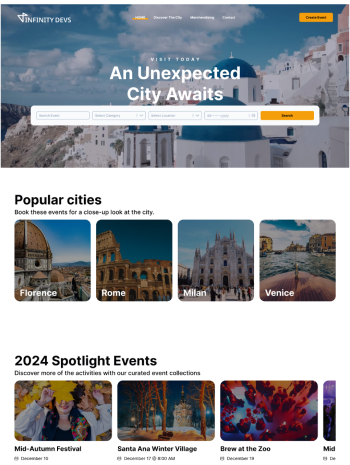 INFINITY DEVS
HOME Discover The City Merchandising Contact Create Event
VISIT TODAY
An Unexpected
City Awaits
Search Event Select Category Select Location Search
Popular cities
Book these events for a close-up look at the city.
Florence Rome Milan Venice
2024 Spotlight Events
Discover more of the activities with our curated event collections
Mid-Autumn Festival Santa Ana Winter Village Brew at the Zoo Mid
December 10 December 17 @ 8:00 AM December 19 Dec